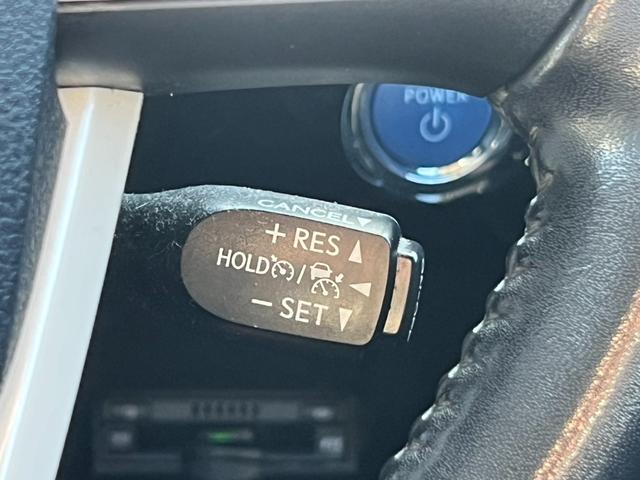 POWER
CANCEL
+ RES
HOLD /
- SET